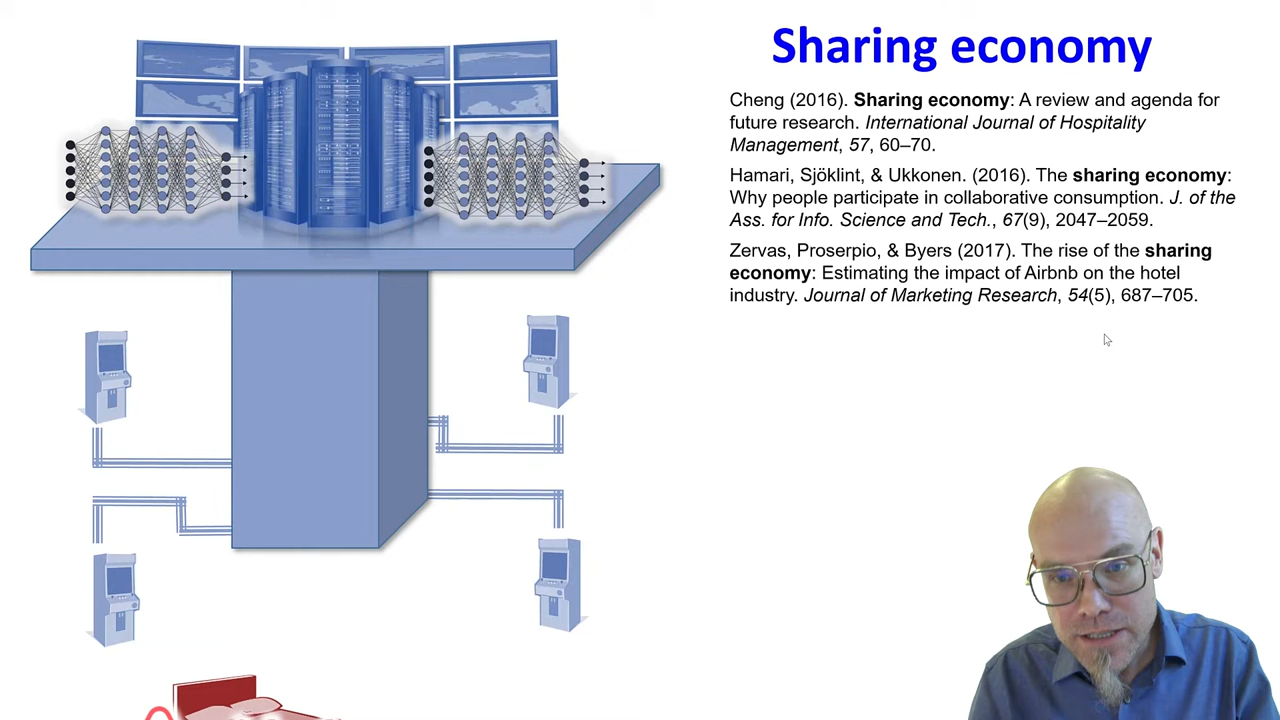 Sharing economy
Cheng (2016). Sharing economy: A review and agenda for
future research. International Journal of Hospitality
Management, 57, 60–70.
Hamari, Sjöklint, & Ukkonen. (2016). The sharing economy:
Why people participate in collaborative consumption. J. of the
Ass. for Info. Science and Tech., 67(9), 2047–2059.
Zervas, Proserpio, & Byers (2017). The rise of the sharing
economy: Estimating the impact of Airbnb on the hotel
industry. Journal of Marketing Research, 54(5), 687–705.